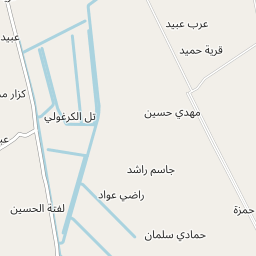 عرب عبيد
عبيد
قرية حميد
كزار
مهدي حسين
تل الكرغولي
جاسم راشد
راضي عواد
لفتة الحسين
حمزة
حمادي سلمان